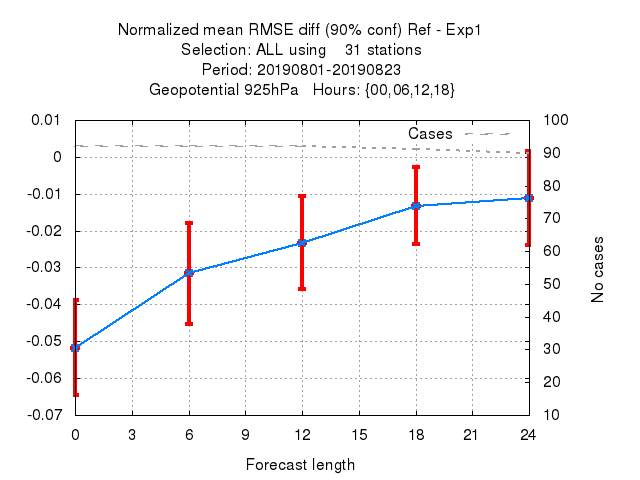 Normalized mean RMSE diff (90% conf) Ref - Exp1
Selection: ALL using    31 stations
Period: 20190801-20190823
Geopotential 925hPa   Hours: {00,06,12,18}
Cases
0.01
0
-0.01
-0.02
-0.03
-0.04
-0.05
-0.06
-0.07
100
90
80
70
60
50
40
30
20
10
No cases
0 3 6 9 12 15 18 21 24
Forecast length